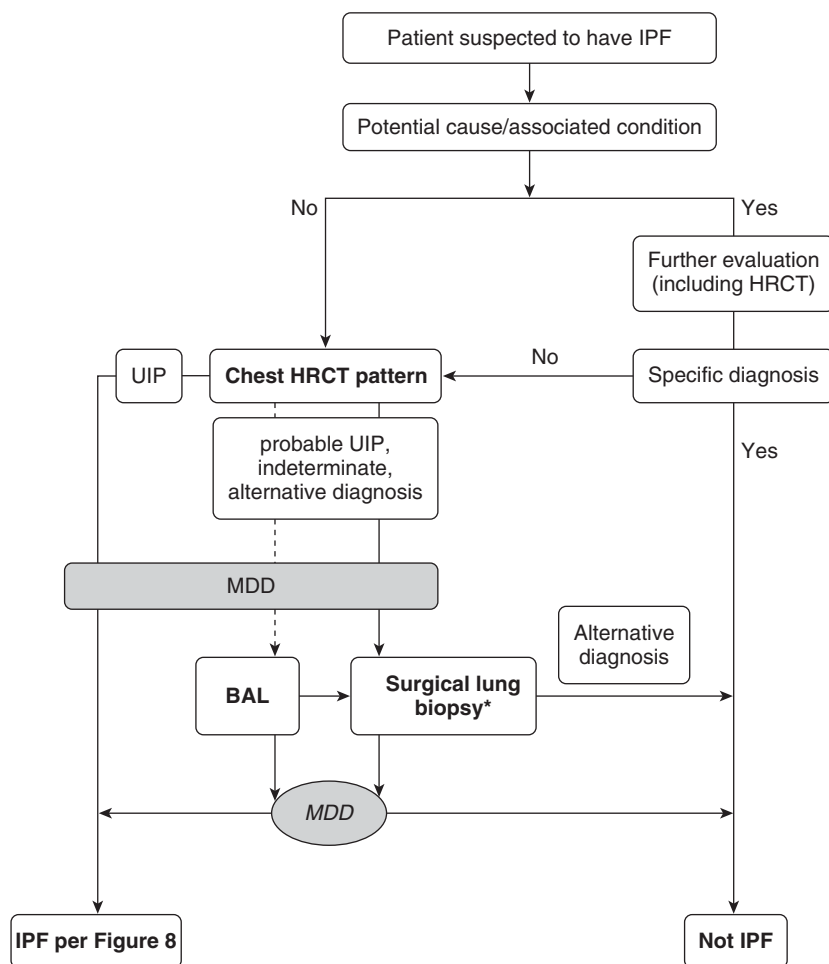 Patient suspected to have IPF
Potential cause/associated condition
No
Yes
Further evaluation
(including HRCT)
UIP
Chest HRCT pattern
No
Specific diagnosis
probable UIP,
indeterminate,
alternative diagnosis
Yes
MDD
Alternative
diagnosis
BAL
Surgical lung
biopsy*
MDD
IPF per Figure 8
Not IPF